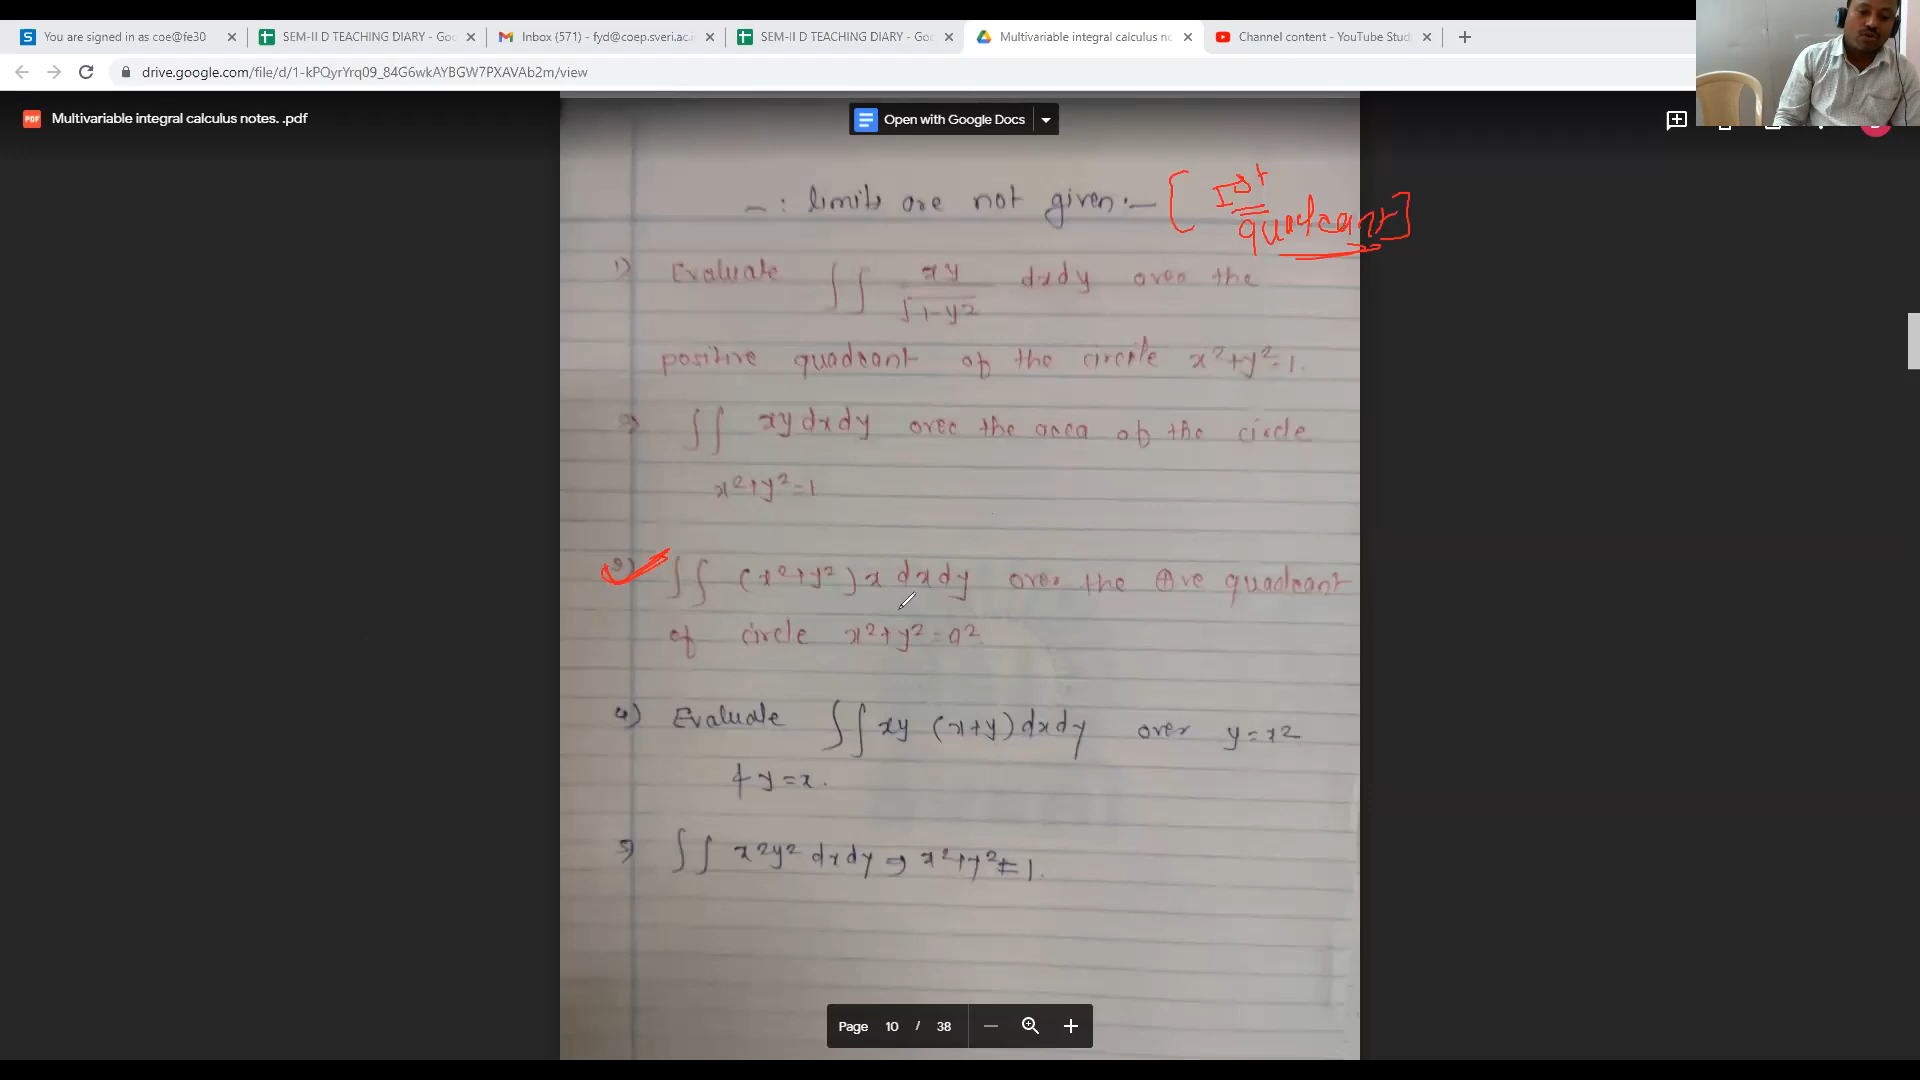 You are signed in as coe@fe30
SEM-II D TEACHING DIARY - Goo
Inbox (571) - fyd@coep.sveri.ac.i
SEM-II D TEACHING DIARY - Goo
Multivariable integral calculus no
Channel content - YouTube Studi
drive.google.com/file/d/1-kPQyrYrq09_84G6wkAYBGW7PXAVAb2m/view
PDF Multivariable integral calculus notes. .pdf
Open with Google Docs
- : limits are not given :- [ Ist quadrant ]
1) Evaluate ∫∫ xy/√1-y² dxdy over the
positive quadrant of the circle x²+y²=1.
2) ∫∫ xy dxdy over the area of the circle
x²+y²=1
3) ∫∫ (x²+y²)x dxdy over the ⊕ve quadrant
of circle x²+y²=a².
4) Evaluate ∫∫ xy (x+y) dxdy over y=x²
& y=x.
5) ∫∫ x²y² dxdy → x²+y²=1.
Page 10 / 38